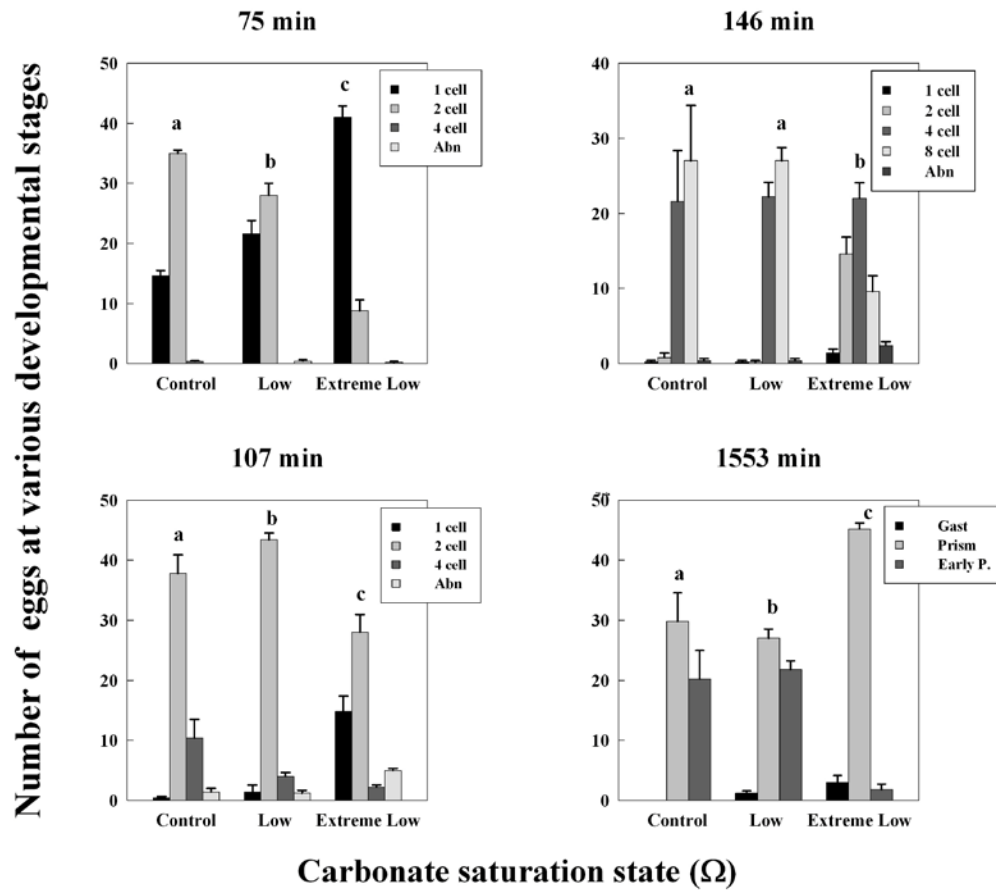 Number of eggs at various developmental stages
75 min
50
40
30
20
10
0
a
b
c
1 cell
2 cell
4 cell
Abn
Control Low Extreme Low
146 min
40
30
20
10
0
a
a
b
1 cell
2 cell
4 cell
8 cell
Abn
Control Low Extreme Low
107 min
50
40
30
20
10
0
a
b
c
1 cell
2 cell
4 cell
Abn
Control Low Extreme Low
1553 min
50
40
30
20
10
0
a
b
c
Gast
Prism
Early P.
Control Low Extreme Low
Carbonate saturation state (Ω)